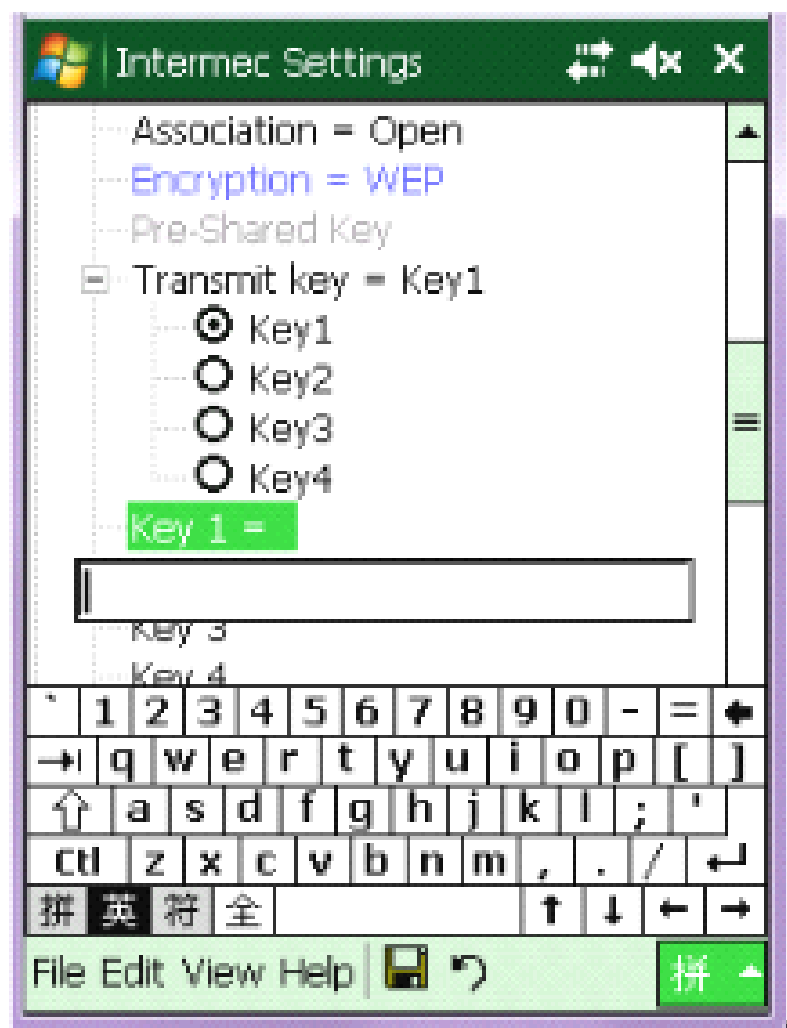 Intermec Settings
Association = Open
Encryption = WEP
Pre-Shared Key
Transmit key = Key1
Key1
Key2
Key3
Key4
Key 1 =
Key 3
Key 4
` 1 2 3 4 5 6 7 8 9 0 - =
q w e r t y u i o p [ ]
a s d f g h j k l ; '
Ctl z x c v b n m , . /
拼 英 符 全
File Edit View Help 拼